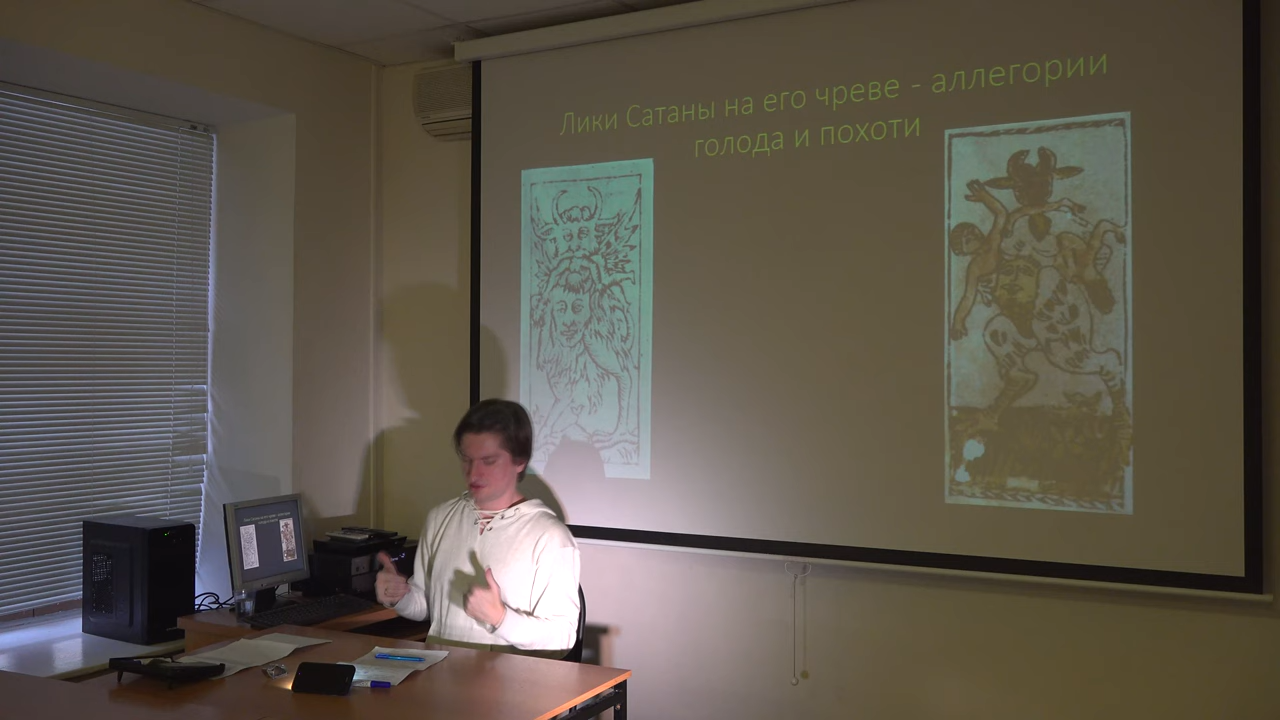 Лики Сатаны на его чреве - аллегории
голода и похоти